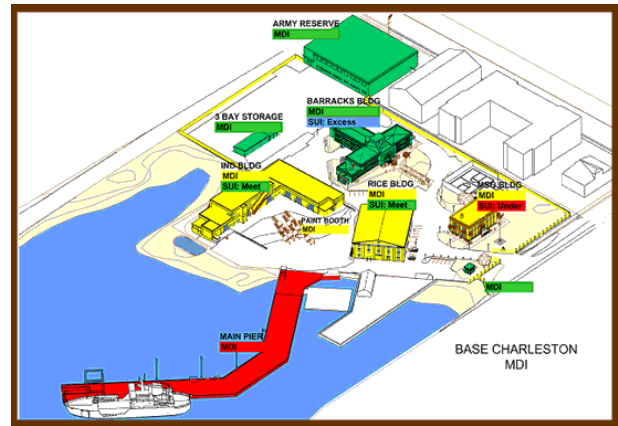 ARMY RESERVE
MDI
BARRACKS BLDG
MDI
SUI: Excess
3 BAY STORAGE
MDI
IND BLDG
MDI
SUI: Meet
RICE BLDG
MDI
SUI: Meet
MSD BLDG
MDI
SUI: Under
PAINT BOOTH
MDI
MDI
MAIN PIER
MDI
BASE CHARLESTON
MDI